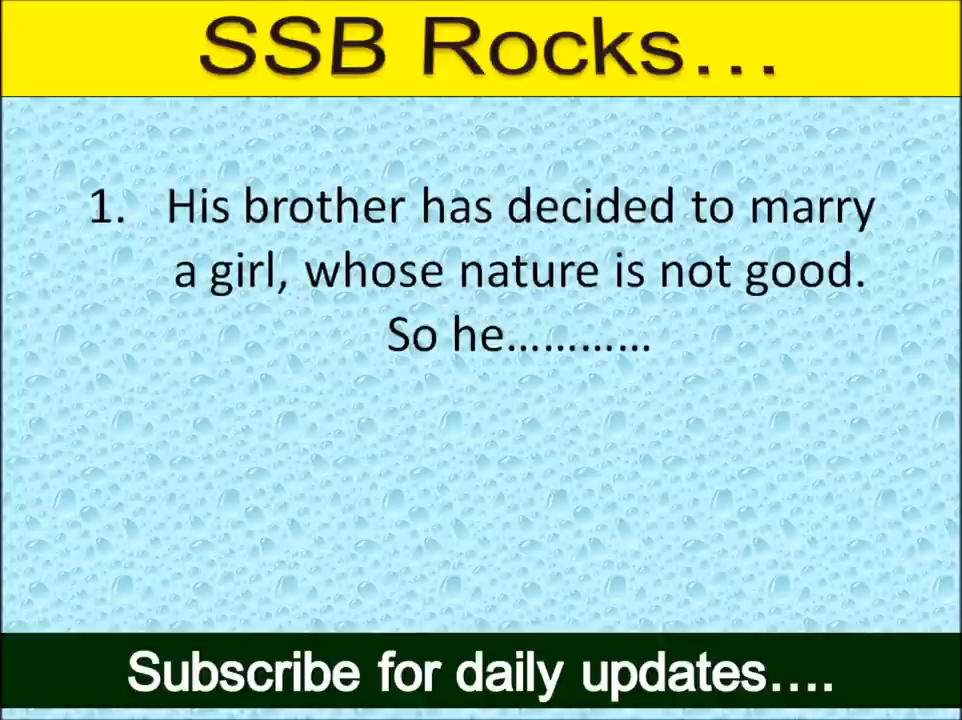 SSB Rocks...
1. His brother has decided to marry
a girl, whose nature is not good.
So he…………
Subscribe for daily updates….